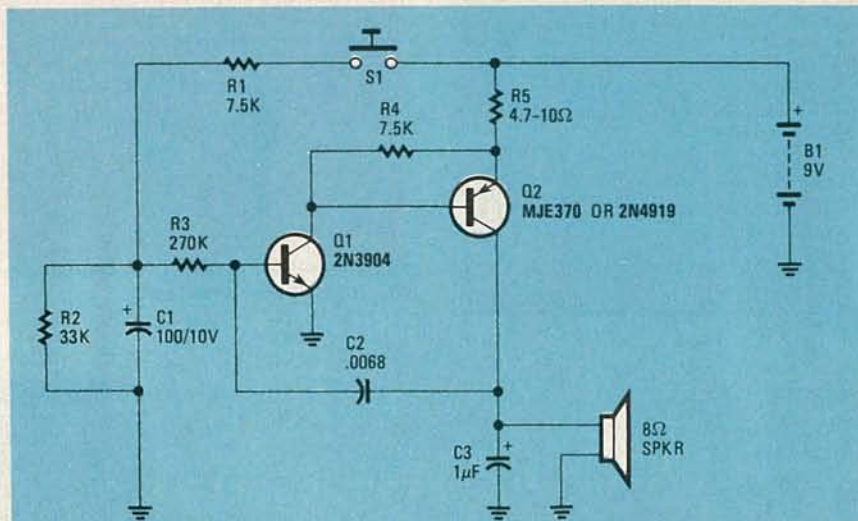 R1
7.5K
S1
R4
7.5K
R5
4.7-10Ω
+
B1
9V
Q2
MJE370 OR 2N4919
R3
270K
Q1
2N3904
R2
33K
+
C1
100/10V
C2
.0068
C3
1µF
+
8Ω
SPKR